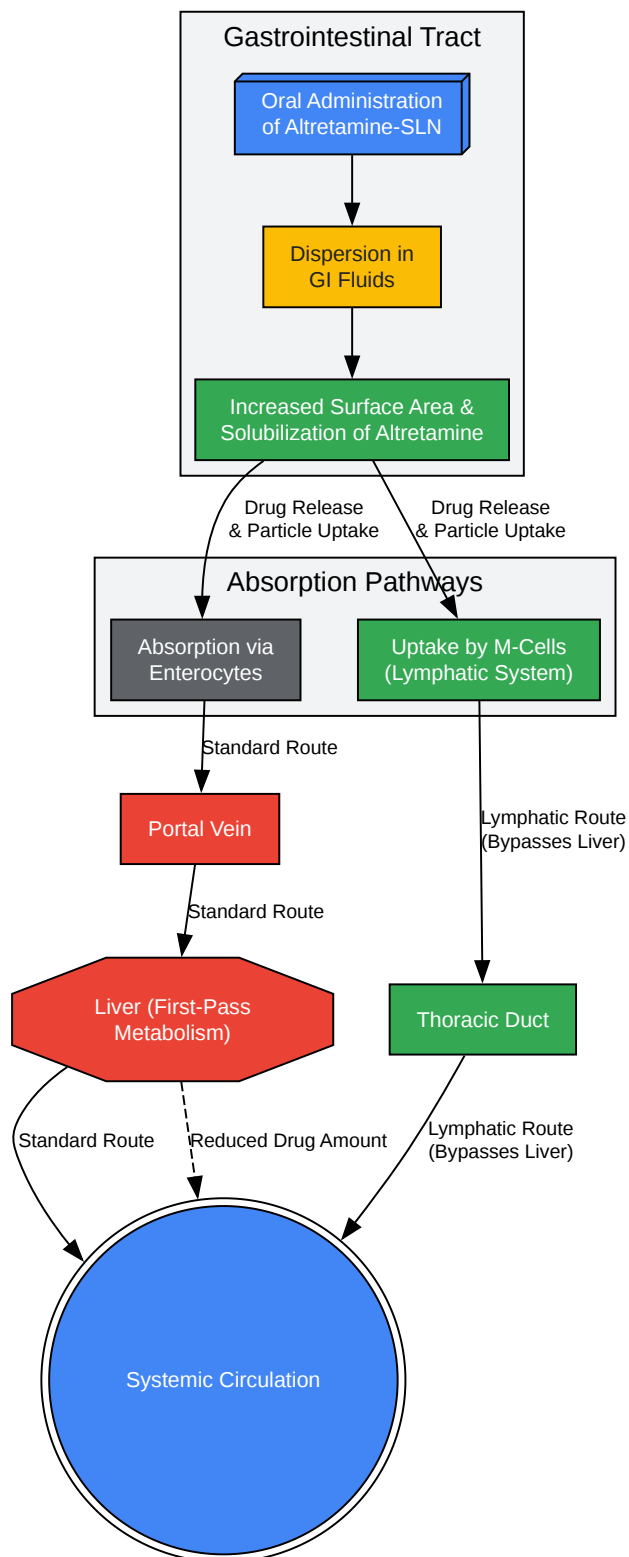 Gastrointestinal Tract
Oral Administration
of Altretamine-SLN
Dispersion in
GI Fluids
Increased Surface Area &
Solubilization of Altretamine
Drug Release
& Particle Uptake
Drug Release
& Particle Uptake
Absorption Pathways
Absorption via
Enterocytes
Uptake by M-Cells
(Lymphatic System)
Standard Route
Portal Vein
Lymphatic Route
(Bypasses Liver)
Standard Route
Liver (First-Pass
Metabolism)
Thoracic Duct
Standard Route
Reduced Drug Amount
Lymphatic Route
(Bypasses Liver)
Systemic Circulation